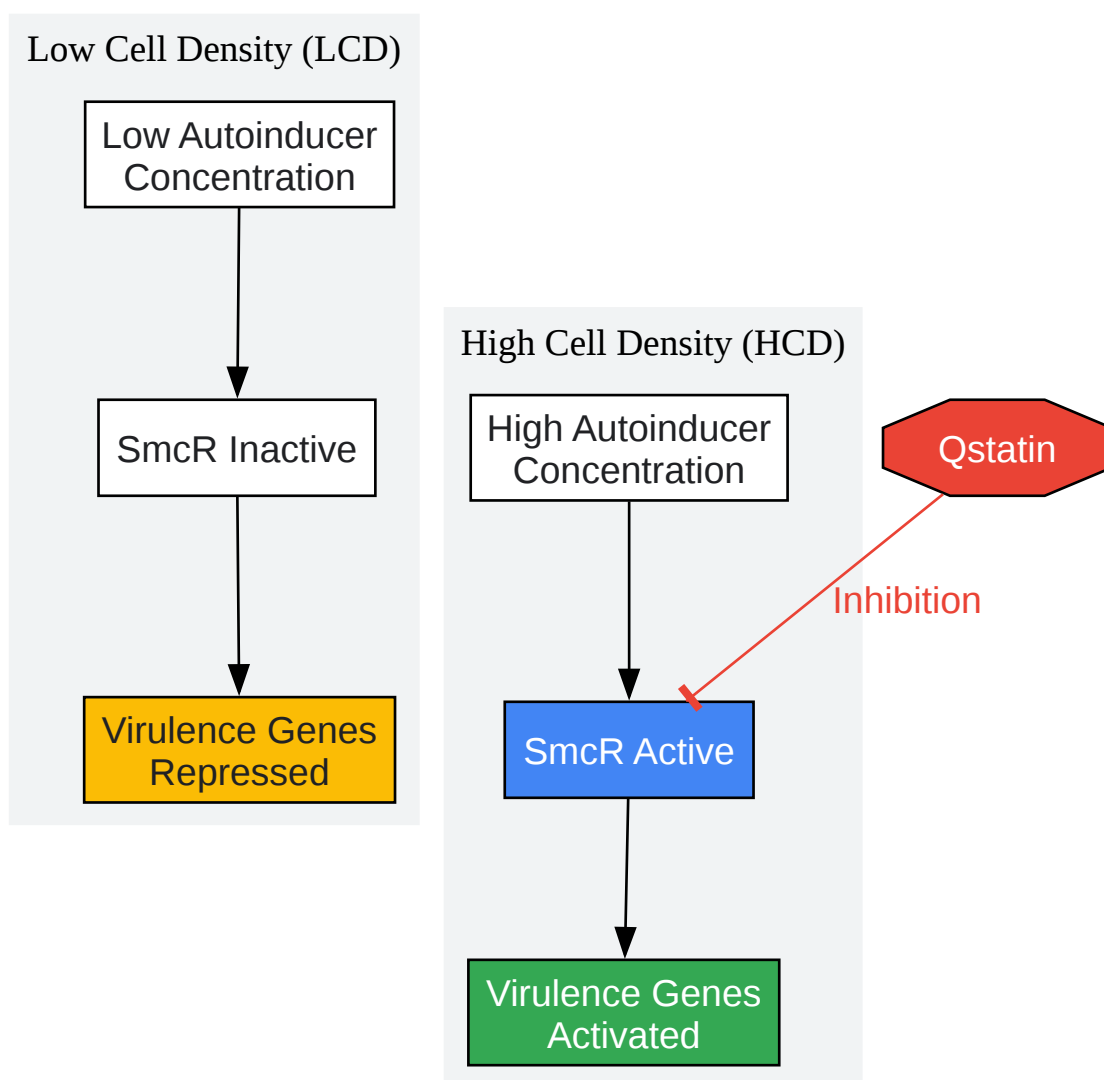 Low Cell Density (LCD)
Low Autoinducer
Concentration
SmcR Inactive
Virulence Genes
Repressed
High Cell Density (HCD)
High Autoinducer
Concentration
Qstatin
Inhibition
SmcR Active
Virulence Genes
Activated